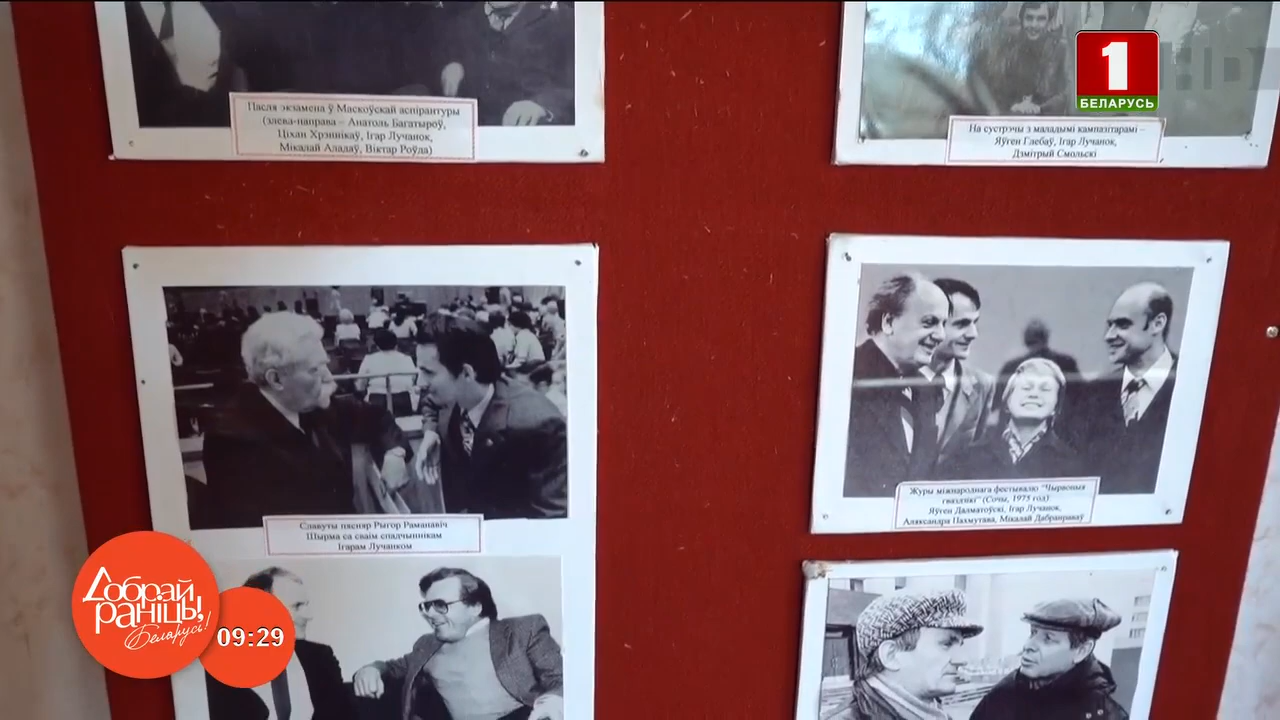 Пасля экзамена ў Маскоўскай аспірантуры
(злева-направа – Анатоль Багатыроў,
Ціхан Хрэннікаў, Ігар Лучанок,
Мікалай Аладаў, Віктар Роўда)
1
HD
БЕЛАРУСЬ
На сустрэчы з маладымі кампазітарамі –
Яўген Глебаў, Ігар Лучанок,
Дзмітрый Смольскі
Славуты песняр Рыгор Раманавіч
Шырма са сваім спадчыннікам
Ігарам Лучанком
Журы міжнароднага фестывалю "Чырвоныя
гваздзікі" (Сочы, 1975 год)
Яўген Далматоўскі, Ігар Лучанок,
Аляксандра Пахмутава, Мікалай Дабранравaў
Добрай
раніцы,
Беларусь!
09:29